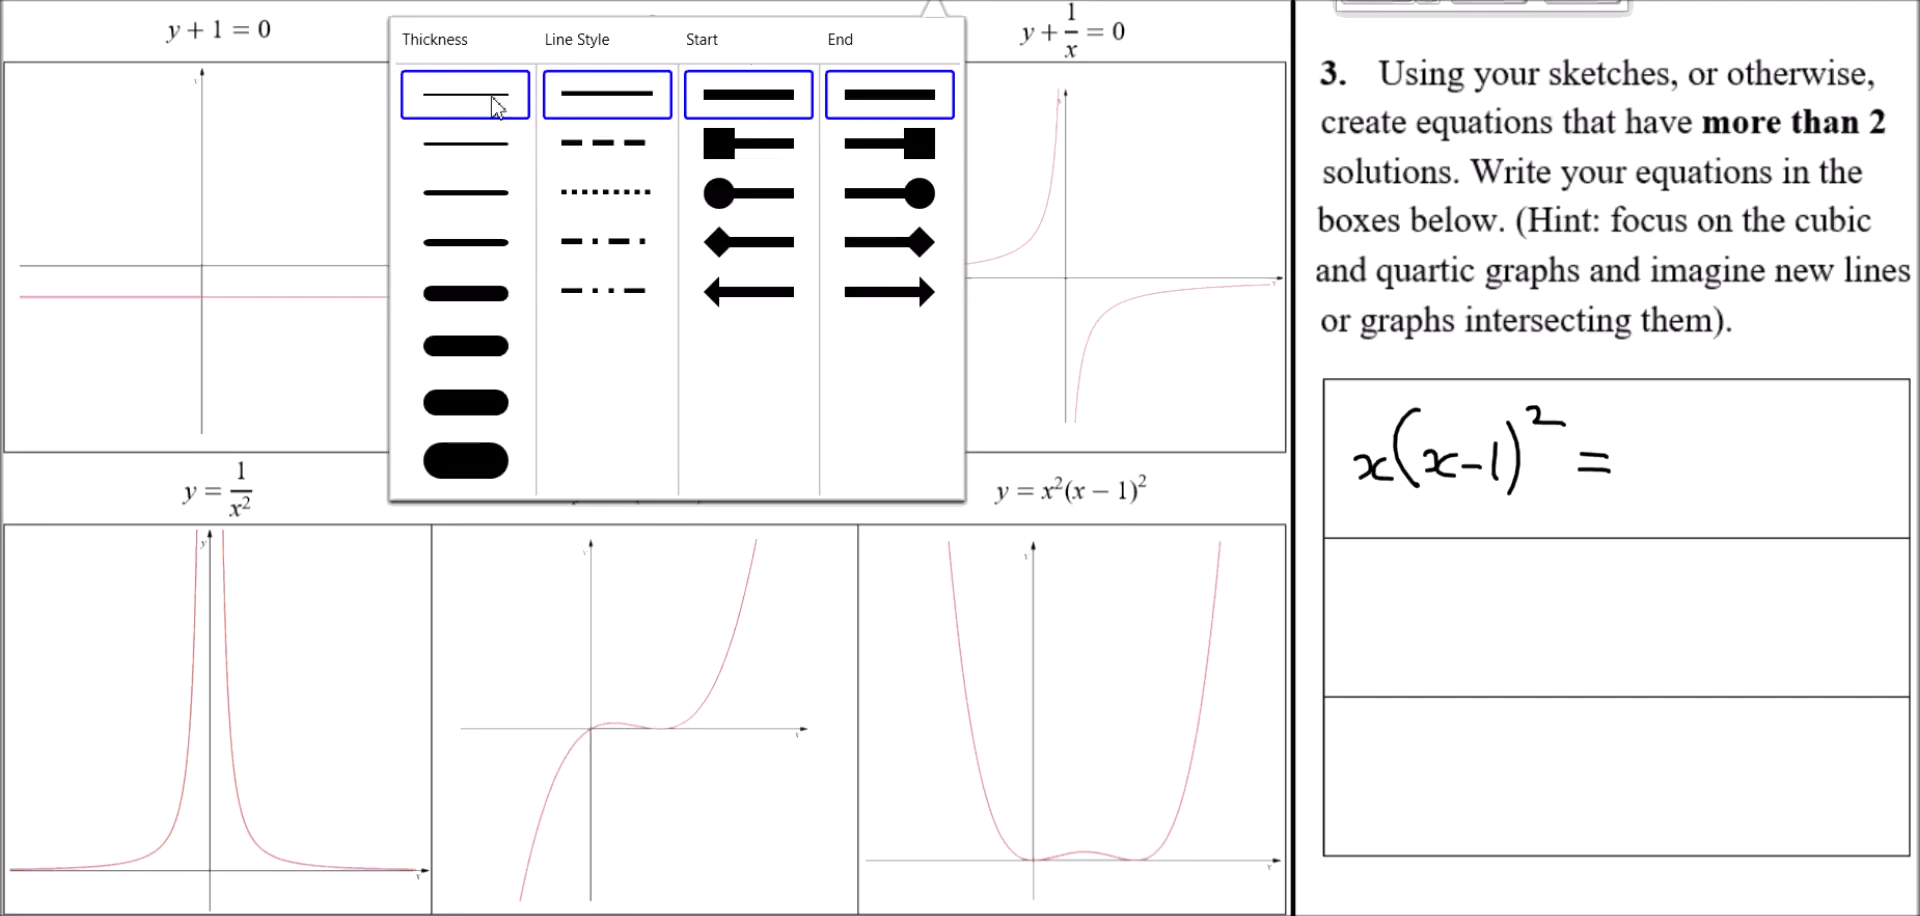 y + 1 = 0
Thickness Line Style Start End
y + 1/x = 0
y = 1/x²
y = x²(x − 1)²
3. Using your sketches, or otherwise,
create equations that have more than 2
solutions. Write your equations in the
boxes below. (Hint: focus on the cubic
and quartic graphs and imagine new lines
or graphs intersecting them).
x(x-1)² =